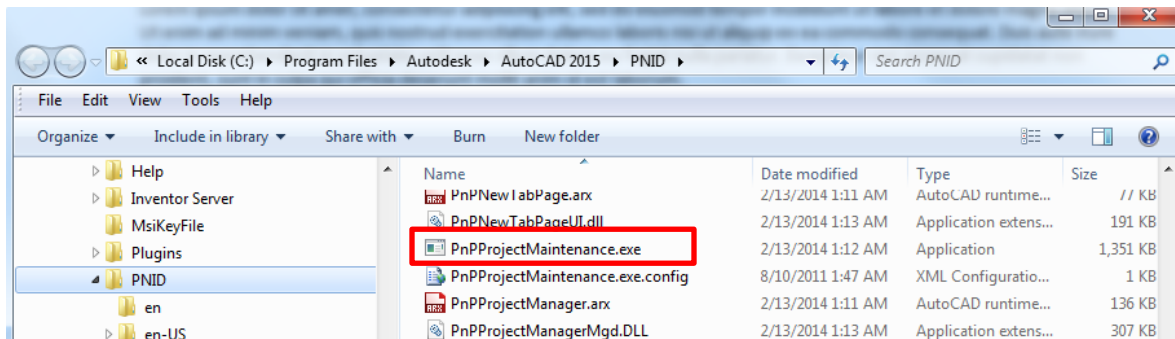 « Local Disk (C:) ▸ Program Files ▸ Autodesk ▸ AutoCAD 2015 ▸ PNID ▸ Search PNID
File Edit View Tools Help
Organize ▾ Include in library ▾ Share with ▾ Burn New folder
Help
Inventor Server
MsiKeyFile
Plugins
PNID
en
en-US
Name Date modified Type Size
PnPNewTabPage.arx 2/13/2014 1:11 AM AutoCAD runtime... 77 KB
PnPNewTabPageUI.dll 2/13/2014 1:13 AM Application extens... 191 KB
PnPProjectMaintenance.exe 2/13/2014 1:12 AM Application 1,351 KB
PnPProjectMaintenance.exe.config 8/10/2011 1:47 AM XML Configuratio... 1 KB
PnPProjectManager.arx 2/13/2014 1:11 AM AutoCAD runtime... 136 KB
PnPProjectManagerMgd.DLL 2/13/2014 1:13 AM Application extens... 307 KB